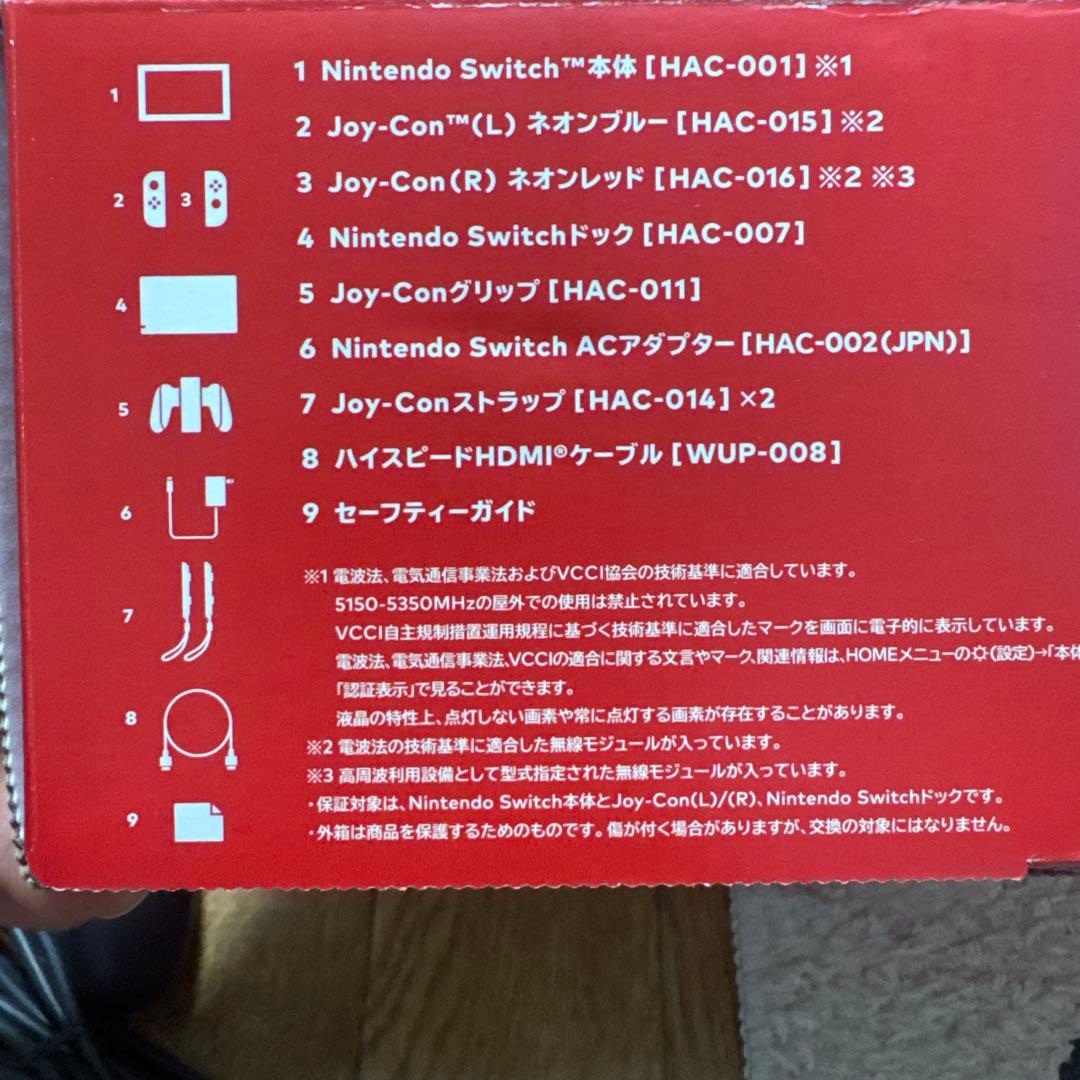 1 Nintendo Switch™本体[HAC-001]※1
2 Joy-Con™(L) ネオンブルー[HAC-015]※2
3 Joy-Con(R) ネオンレッド[HAC-016]※2 ※3
4 Nintendo Switchドック[HAC-007]
5 Joy-Conグリップ[HAC-011]
6 Nintendo Switch ACアダプター[HAC-002(JPN)]
7 Joy-Conストラップ[HAC-014]×2
8 ハイスピードHDMI®ケーブル[WUP-008]
9 セーフティーガイド
※1 電波法、電気通信事業法およびVCCI協会の技術基準に適合しています。
5150-5350MHzの屋外での使用は禁止されています。
VCCI自主規制措置運用規程に基づく技術基準に適合したマークを画面に電子的に表示しています。
電波法、電気通信事業法、VCCIの適合に関する文言やマーク、関連情報は、HOMEメニューの(設定)→「本体
「認証表示」で見ることができます。
液晶の特性上、点灯しない画素や常に点灯する画素が存在することがあります。
※2 電波法の技術基準に適合した無線モジュールが入っています。
※3 高周波利用設備として型式指定された無線モジュールが入っています。
・保証対象は、Nintendo Switch本体とJoy-Con(L)/(R)、Nintendo Switchドックです。
・外箱は商品を保護するためのものです。傷が付く場合がありますが、交換の対象にはなりません。
1
2
3
4
5
6
7
8
9